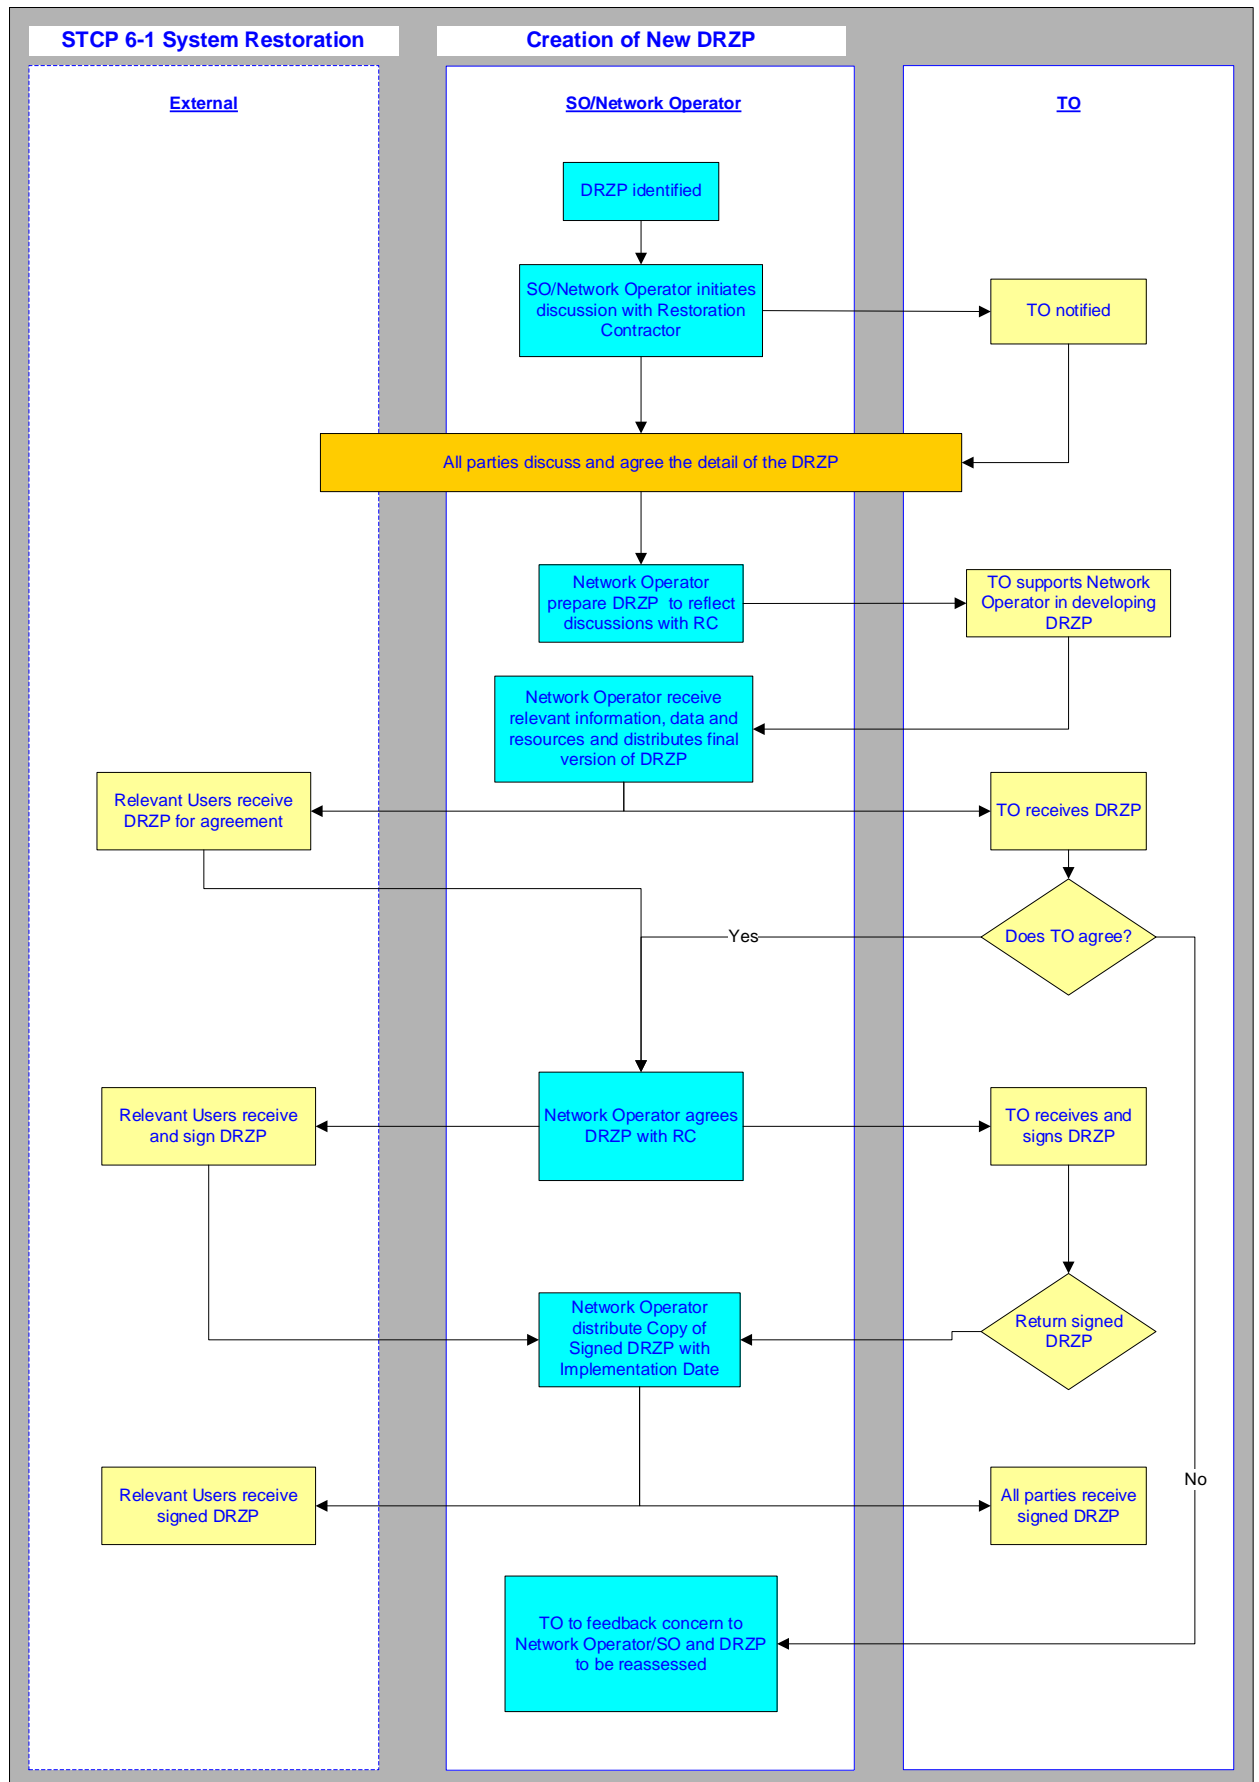 STCP 6-1 System Restoration
Creation of New DRZP
External
SO/Network Operator
TO
DRZP identified
SO/Network Operator initiates
discussion with Restoration
Contractor
TO notified
All parties discuss and agree the detail of the DRZP
Network Operator
prepare DRZP to reflect
discussions with RC
TO supports Network
Operator in developing
DRZP
Network Operator receive
relevant information, data and
resources and distributes final
version of DRZP
Relevant Users receive
DRZP for agreement
TO receives DRZP
Does TO agree?
Yes
Relevant Users receive
and sign DRZP
Network Operator agrees
DRZP with RC
TO receives and
signs DRZP
Network Operator
distribute Copy of
Signed DRZP with
Implementation Date
Return signed
DRZP
No
Relevant Users receive
signed DRZP
All parties receive
signed DRZP
TO to feedback concern to
Network Operator/SO and DRZP
to be reassessed